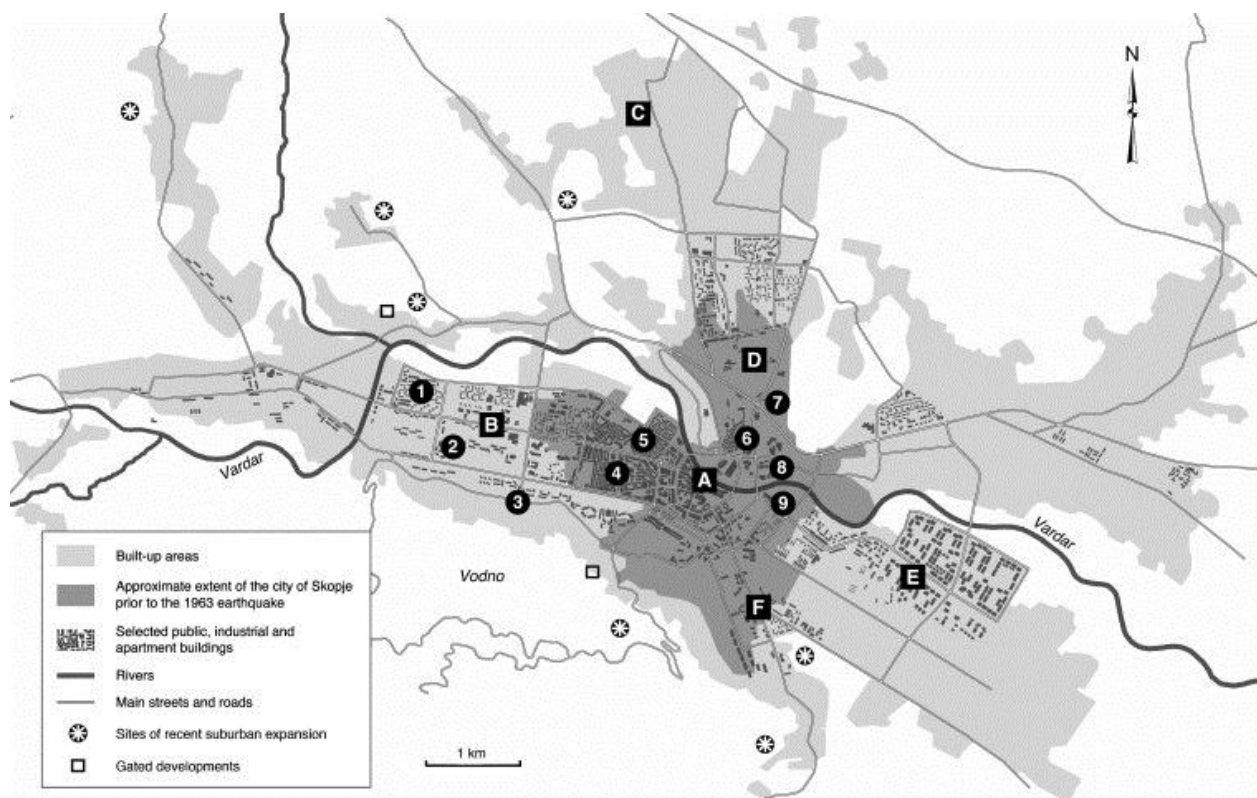 N
C
D
1
7
B
6
5
2
8
4
A
3
9
Vardar
Vardar
E
Vodno
F
Built-up areas
Approximate extent of the city of Skopje
prior to the 1963 earthquake
Selected public, industrial and
apartment buildings
Rivers
Main streets and roads
Sites of recent suburban expansion
Gated developments
1 km